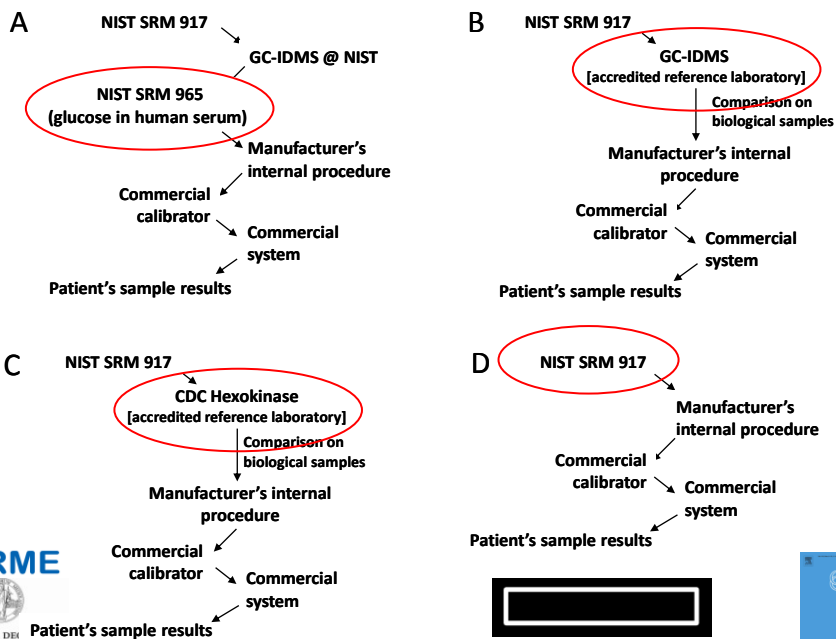 A
NIST SRM 917
GC-IDMS @ NIST
NIST SRM 965
(glucose in human serum)
Manufacturer's
internal procedure
Commercial
calibrator
Commercial
system
Patient's sample results
B
NIST SRM 917
GC-IDMS
[accredited reference laboratory]
Comparison on
biological samples
Manufacturer's internal
procedure
Commercial
calibrator
Commercial
system
Patient's sample results
C
NIST SRM 917
CDC Hexokinase
[accredited reference laboratory]
Comparison on
biological samples
Manufacturer's internal
procedure
Commercial
calibrator
Commercial
system
Patient's sample results
D
NIST SRM 917
Manufacturer's
internal procedure
Commercial
calibrator
Commercial
system
Patient's sample results
RME